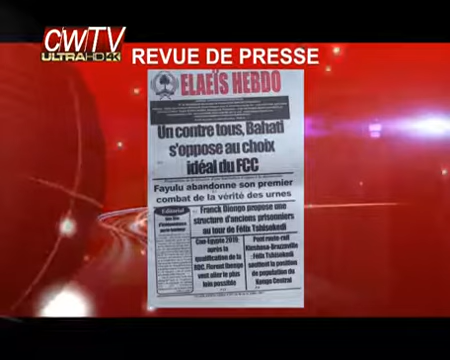 CWTV
ULTRAHD4K
REVUE DE PRESSE
ELAEÏS HEBDO
Un contre tous, Bahati
s'oppose au choix
idéal du FCC
Fayulu abandonne son premier
combat de la vérité des urnes
Editorial
Franck Diongo propose une
structure d'anciens prisonniers
au tour de Félix Tshisekedi
Can-Egypte 2019:
après la
qualification de la
RDC, Florent Ibenge
veut aller le plus
loin possible
Pont route-rail
Kinshasa-Brazzaville
: Félix Tshisekedi
soutient la position
de population du
Kongo Central